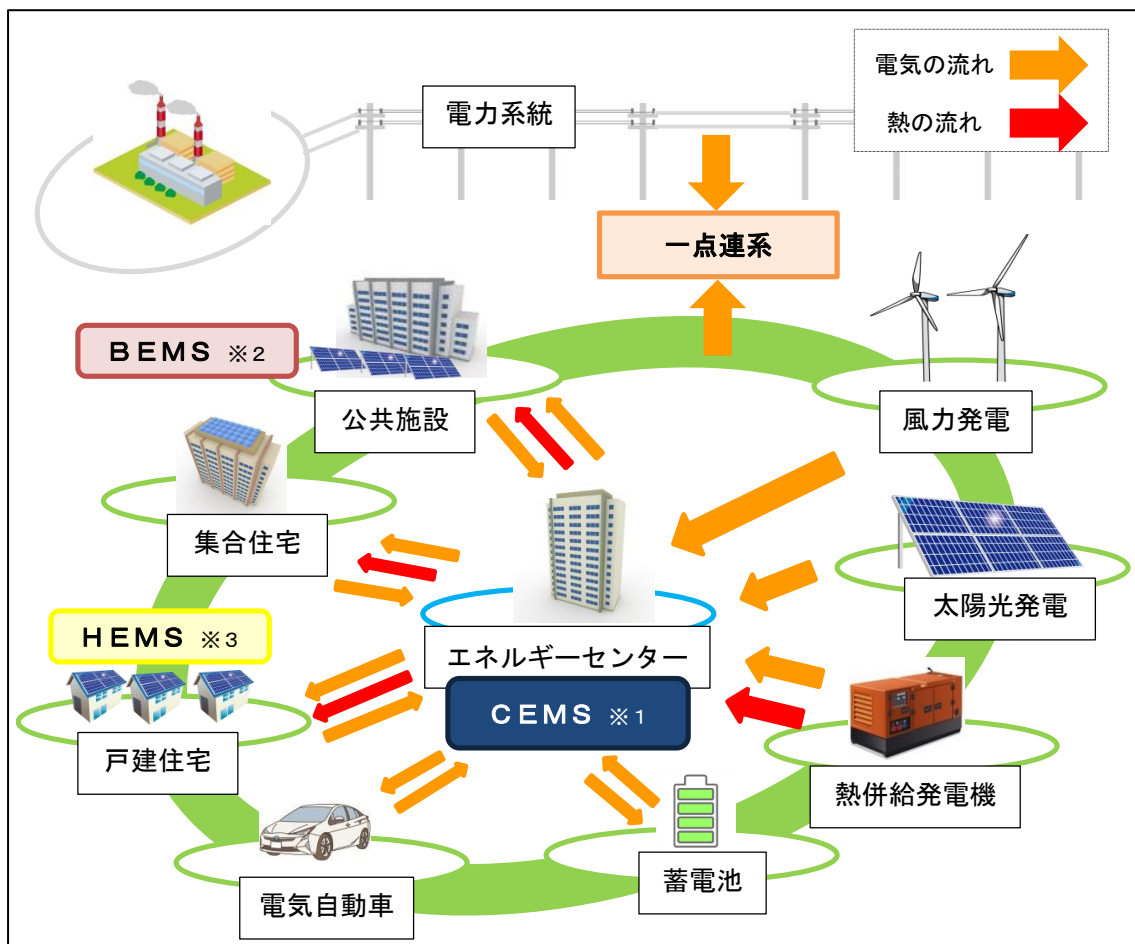 電気の流れ
電力系統
熱の流れ
一点連系
BEMS ※2
公共施設
風力発電
集合住宅
太陽光発電
HEMS ※3
エネルギーセンター
CEMS ※1
戸建住宅
熱併給発電機
蓄電池
電気自動車